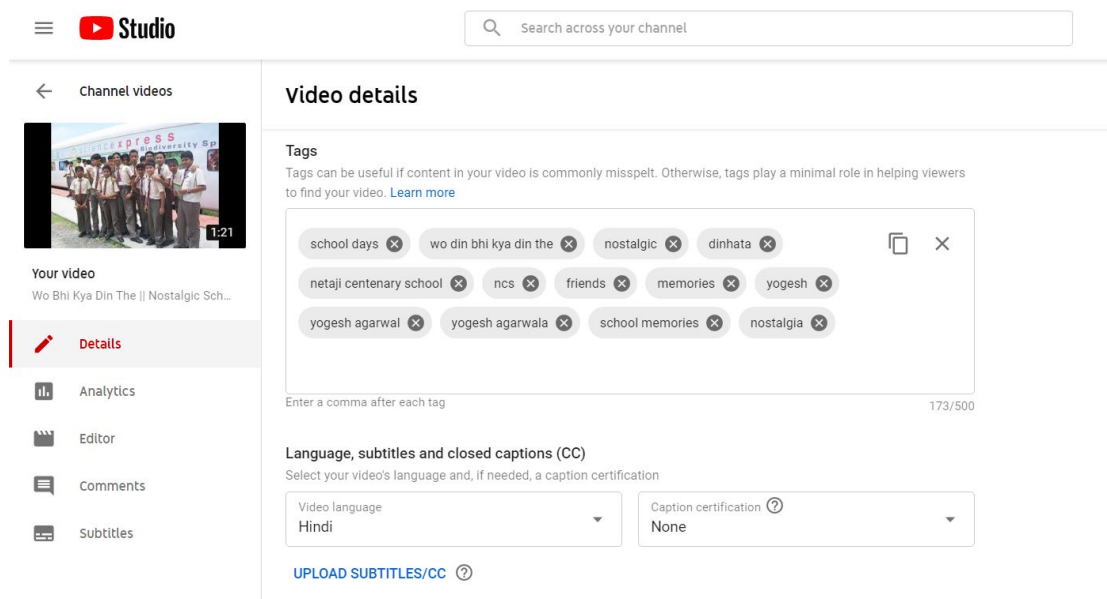 Studio
Search across your channel
Channel videos
Video details
science express
Biodiversity Sp
1:21
Your video
Wo Bhi Kya Din The || Nostalgic Sch...
Details
Analytics
Editor
Comments
Subtitles
Tags
Tags can be useful if content in your video is commonly misspelt. Otherwise, tags play a minimal role in helping viewers
to find your video. Learn more
school days wo din bhi kya din the nostalgic dinhata
netaji centenary school ncs friends memories yogesh
yogesh agarwal yogesh agarwala school memories nostalgia
Enter a comma after each tag 173/500
Language, subtitles and closed captions (CC)
Select your video's language and, if needed, a caption certification
Video language
Hindi
Caption certification
None
UPLOAD SUBTITLES/CC